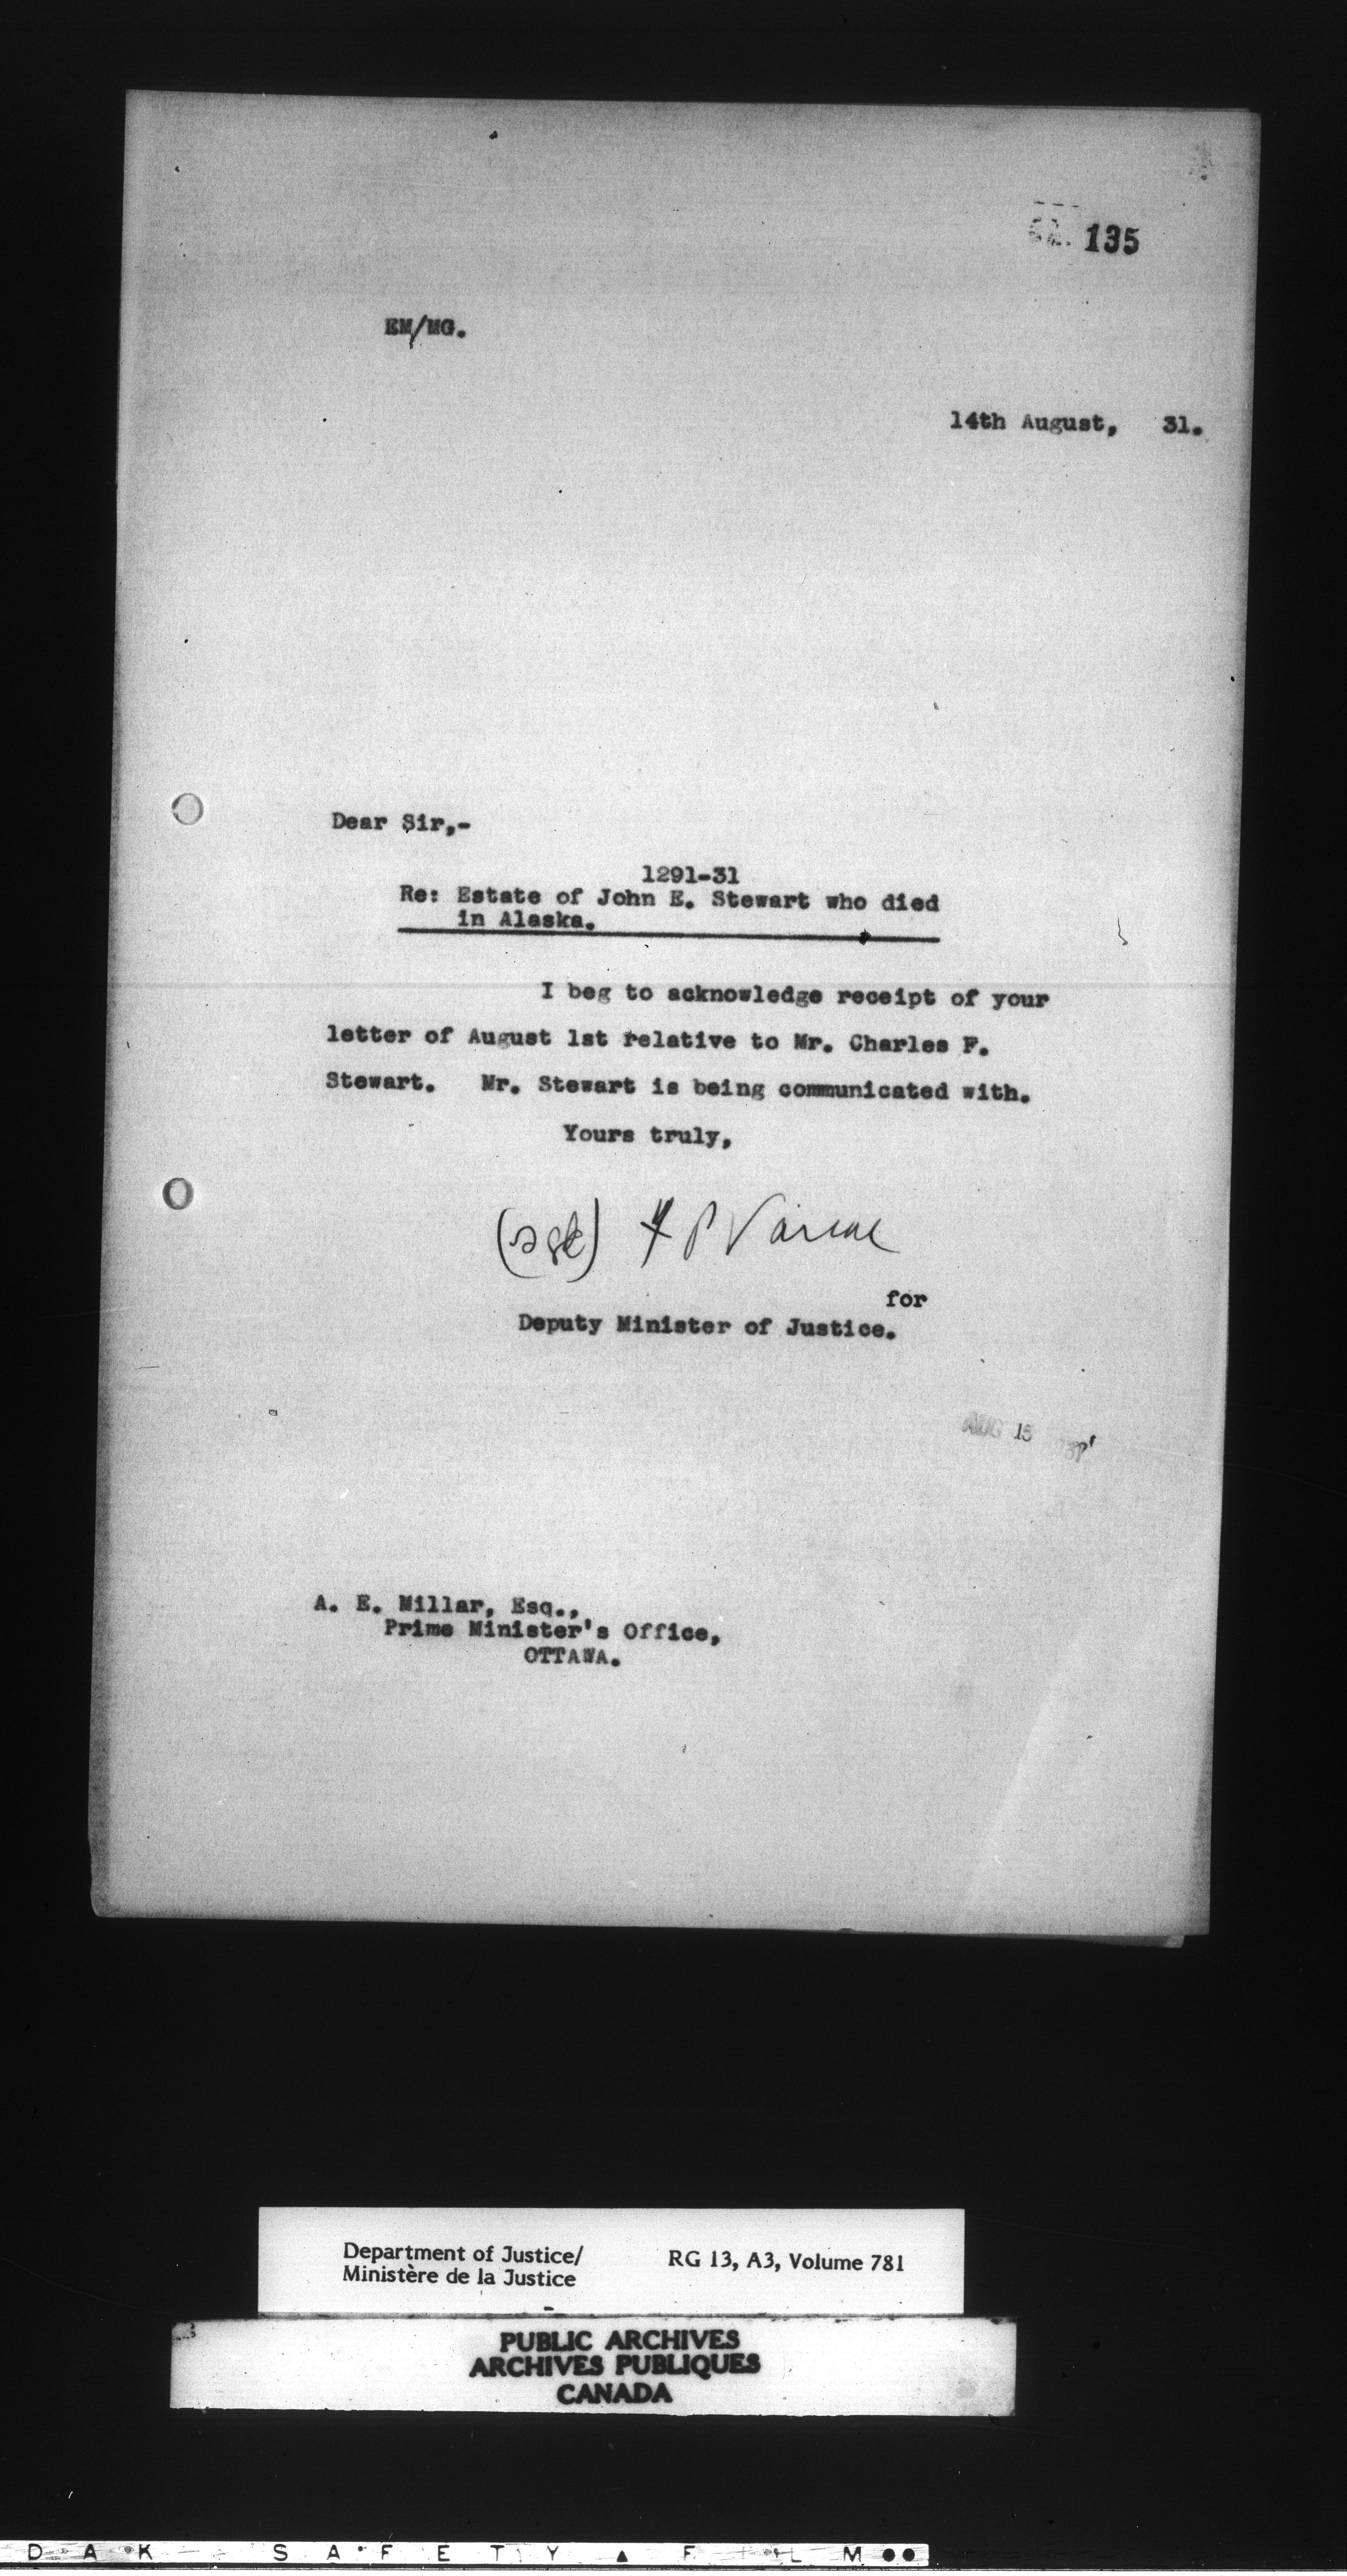 135
EM/MG.
14th August, 31.
Dear Sir,-
1291-31
Re: Estate of John E. Stewart who died
in Alaska.
I beg to acknowledge receipt of your
letter of August 1st relative to Mr. Charles F.
Stewart. Mr. Stewart is being communicated with.
Yours truly,
(sgd)
for
Deputy Minister of Justice.
AUG 15
A. E. Millar, Esq.,
Prime Minister's Office,
OTTAWA.
Department of Justice/
Ministère de la Justice
RG 13, A3, Volume 781
PUBLIC ARCHIVES
ARCHIVES PUBLIQUES
CANADA
D A K SAFETY ▲ F LM ●●